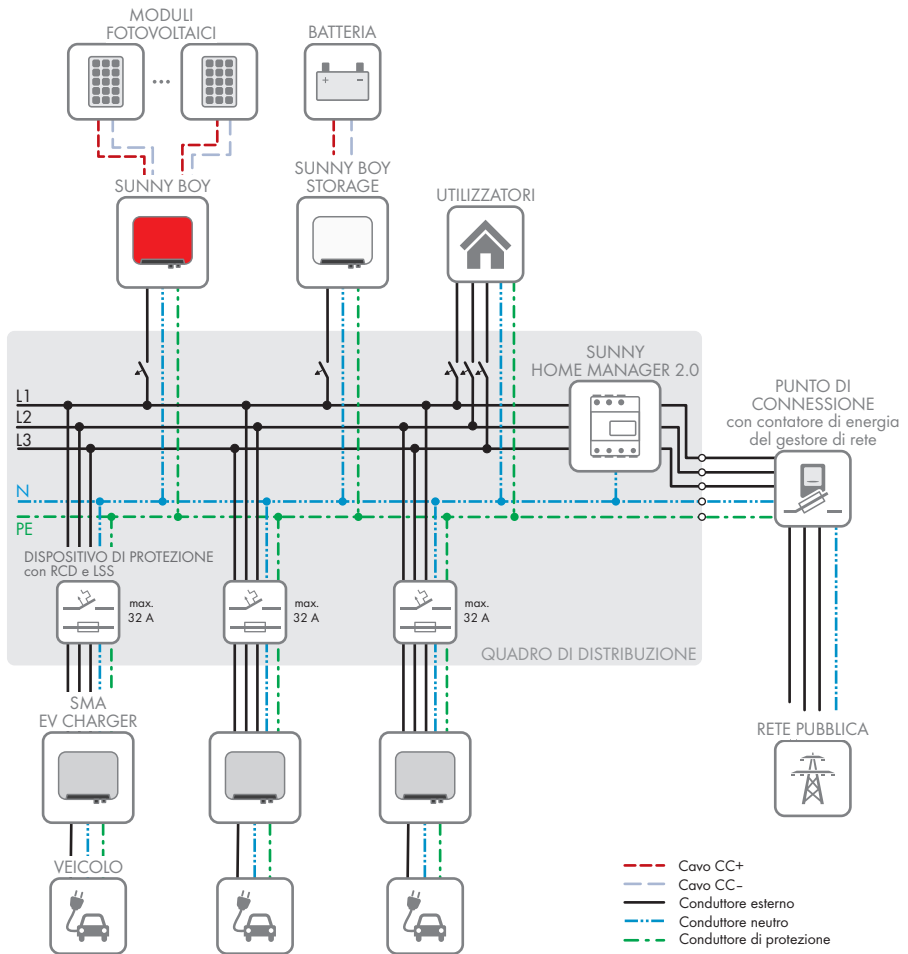 MODULI
FOTOVOLTAICI
BATTERIA
...
+ −
SUNNY BOY
SUNNY BOY
STORAGE
UTILIZZATORI
SUNNY
HOME MANAGER 2.0
PUNTO DI
CONNESSIONE
con contatore di energia
del gestore di rete
L1
L2
L3
N
PE
DISPOSITIVO DI PROTEZIONE
con RCD e LSS
max.
32 A
max.
32 A
max.
32 A
QUADRO DI DISTRIBUZIONE
SMA
EV CHARGER
RETE PUBBLICA
VEICOLO
Cavo CC+
Cavo CC−
Conduttore esterno
Conduttore neutro
Conduttore di protezione